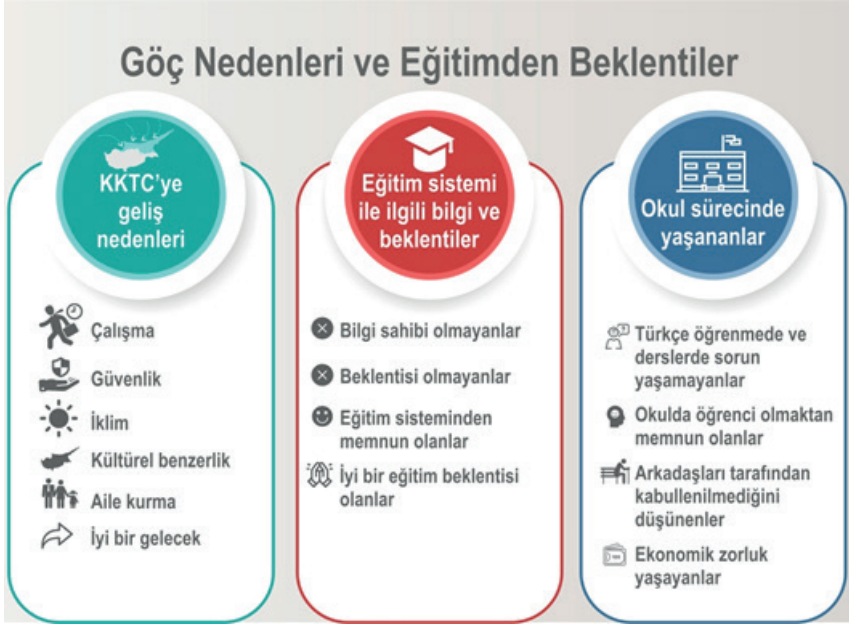 Göç Nedenleri ve Eğitimden Beklentiler
KKTC'ye
geliş
nedenleri
Çalışma
Güvenlik
İklim
Kültürel benzerlik
Aile kurma
İyi bir gelecek
Eğitim sistemi
ile ilgili bilgi ve
beklentiler
Bilgi sahibi olmayanlar
Beklentisi olmayanlar
Eğitim sisteminden
memnun olanlar
İyi bir eğitim beklentisi
olanlar
Okul sürecinde
yaşananlar
Türkçe öğrenmede ve
derslerde sorun
yaşamayanlar
Okulda öğrenci olmaktan
memnun olanlar
Arkadaşları tarafından
kabullenilmediğini
düşünenler
Ekonomik zorluk
yaşayanlar